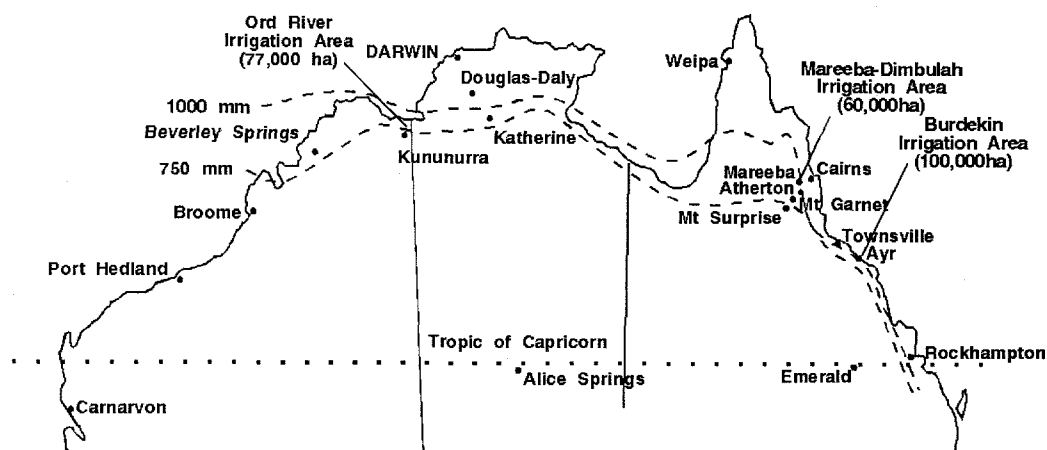 Ord River
Irrigation Area
(77,000 ha)
DARWIN
Weipa
Mareeba-Dimbulah
Irrigation Area
(60,000ha)
Douglas-Daly
1000 mm
Burdekin
Irrigation Area
(100,000ha)
Beverley Springs
Katherine
Kununurra
750 mm
Mareeba
Cairns
Atherton
Mt Garnet
Broome
Mt Surprise
Townsville
Ayr
Port Hedland
Tropic of Capricorn
Rockhampton
Alice Springs
Emerald
Carnarvon